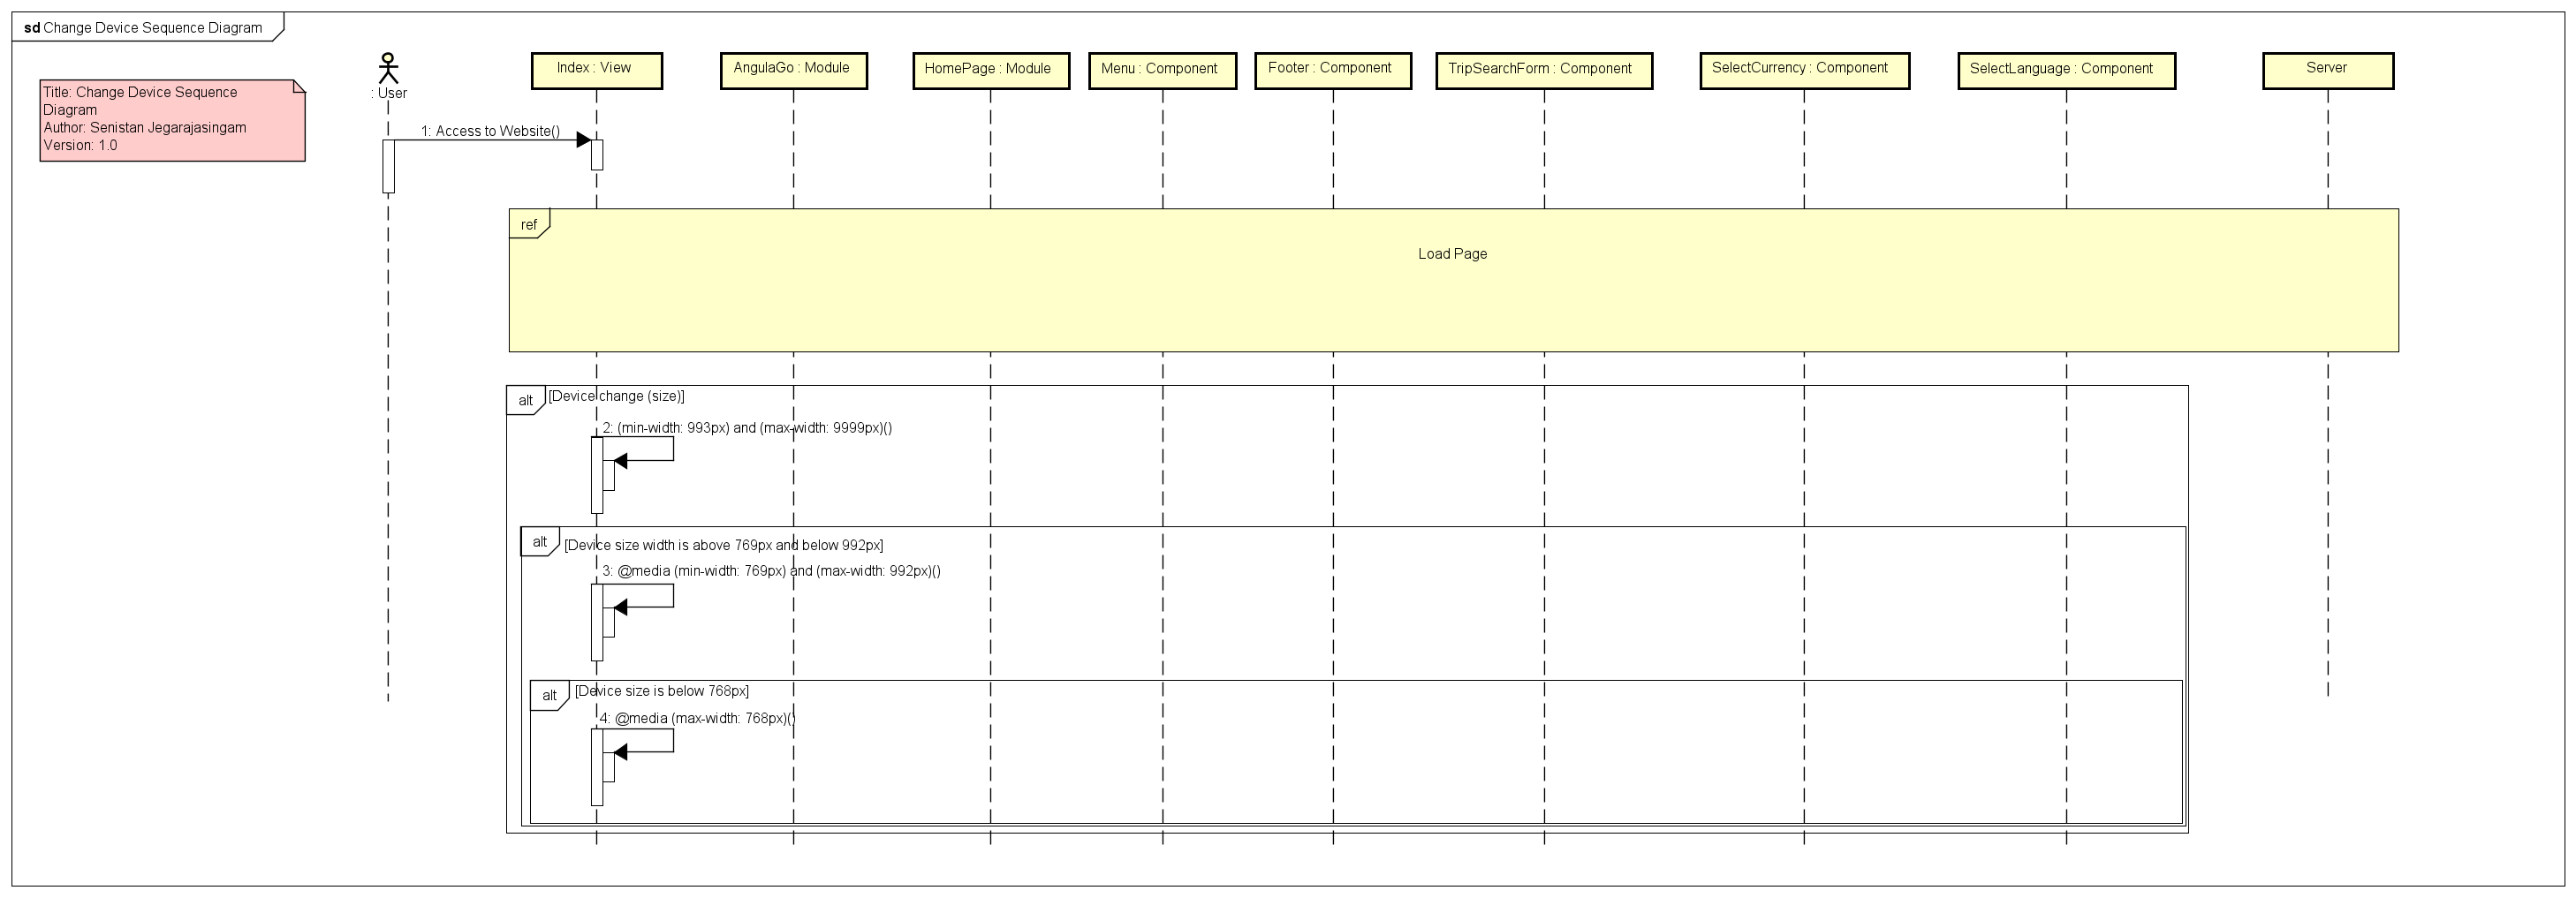 sd Change Device Sequence Diagram
Title: Change Device Sequence
Diagram
Author: Senistan Jegarajasingam
Version: 1.0
: User
Index : View
AngulaGo : Module
HomePage : Module
Menu : Component
Footer : Component
TripSearchForm : Component
SelectCurrency : Component
SelectLanguage : Component
Server
1: Access to Website()
ref
Load Page
alt
[Device change (size)]
2: (min-width: 993px) and (max-width: 9999px)()
alt
[Device size width is above 769px and below 992px]
3: @media (min-width: 769px) and (max-width: 992px)()
alt
[Device size is below 768px]
4: @media (max-width: 768px)()